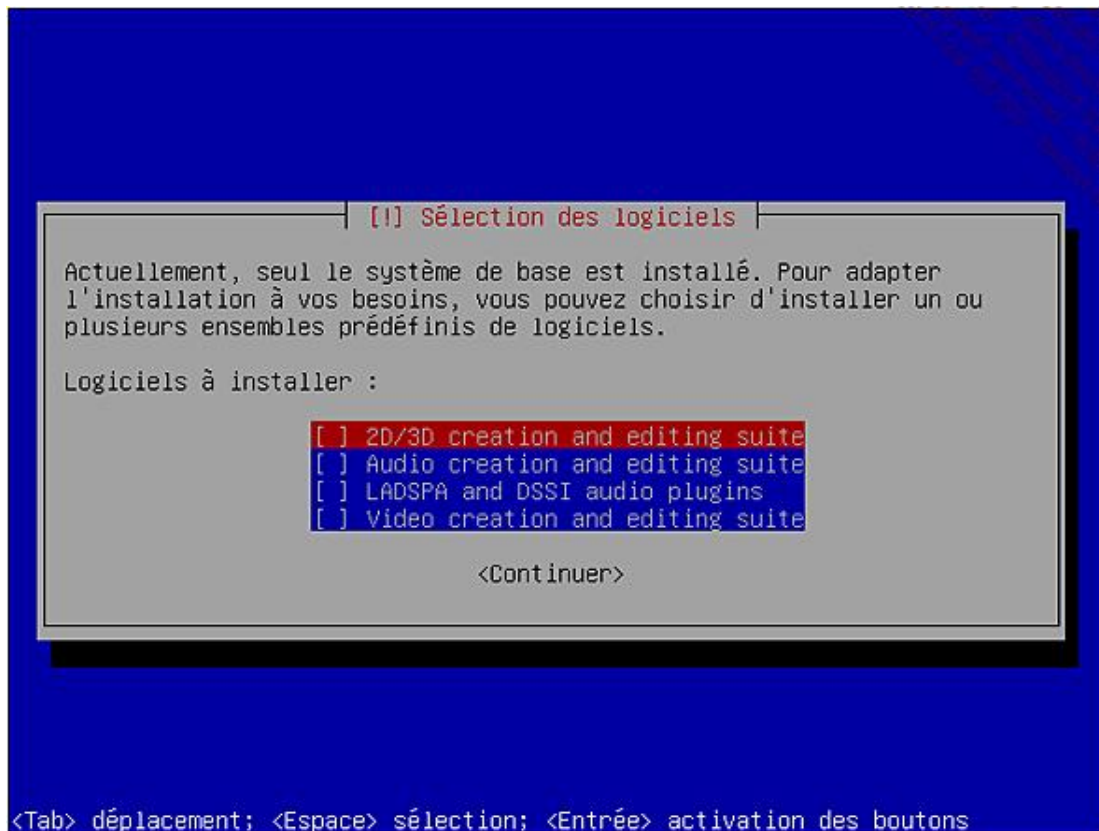 [!] Sélection des logiciels
Actuellement, seul le système de base est installé. Pour adapter
l'installation à vos besoins, vous pouvez choisir d'installer un ou
plusieurs ensembles prédéfinis de logiciels.
Logiciels à installer :
[ ] 2D/3D creation and editing suite
[ ] Audio creation and editing suite
[ ] LADSPA and DSSI audio plugins
[ ] Video creation and editing suite
<Continuer>
<Tab> déplacement; <Espace> sélection; <Entrée> activation des boutons